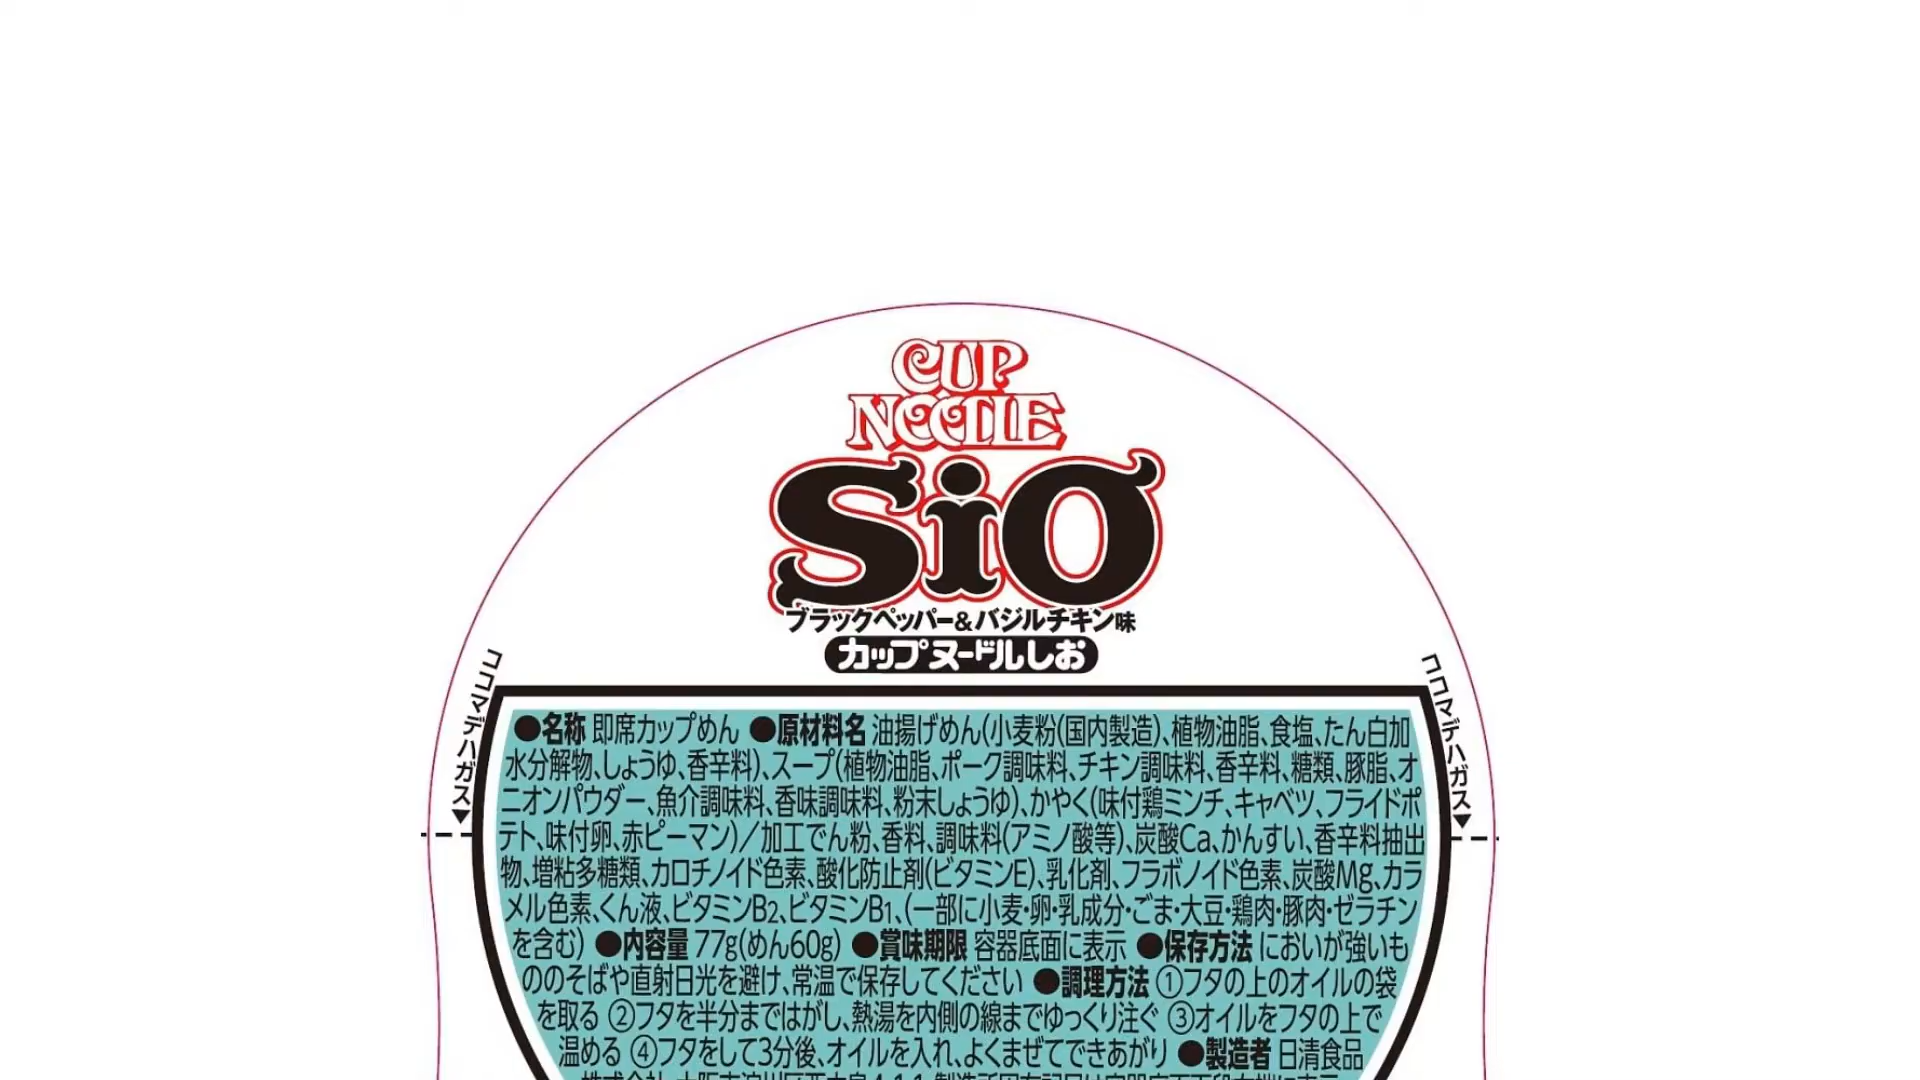 CUP
NOODLE
SiO
ブラックペッパー&バジルチキン味
カップヌードルしお
ココマデハガス▼
ココマデハガス▼
●名称 即席カップめん ●原材料名 油揚げめん(小麦粉(国内製造)、植物油脂、食塩、たん白加
水分解物、しょうゆ、香辛料)、スープ(植物油脂、ポーク調味料、チキン調味料、香辛料、糖類、豚脂、オ
ニオンパウダー、魚介調味料、香味調味料、粉末しょうゆ)、かやく(味付鶏ミンチ、キャベツ、フライドポ
テト、味付卵、赤ピーマン)/加工でん粉、香料、調味料(アミノ酸等)、炭酸Ca、かんすい、香辛料抽出
物、増粘多糖類、カロチノイド色素、酸化防止剤(ビタミンE)、乳化剤、フラボノイド色素、炭酸Mg、カラ
メル色素、くん液、ビタミンB2、ビタミンB1、(一部に小麦・卵・乳成分・ごま・大豆・鶏肉・豚肉・ゼラチン
を含む) ●内容量 77g(めん60g) ●賞味期限 容器底面に表示 ●保存方法 においが強いも
ののそばや直射日光を避け、常温で保存してください ●調理方法 ①フタの上のオイルの袋
を取る ②フタを半分まではがし、熱湯を内側の線までゆっくり注ぐ ③オイルをフタの上で
温める ④フタをして3分後、オイルを入れ、よくまぜてできあがり ●製造者 日清食品